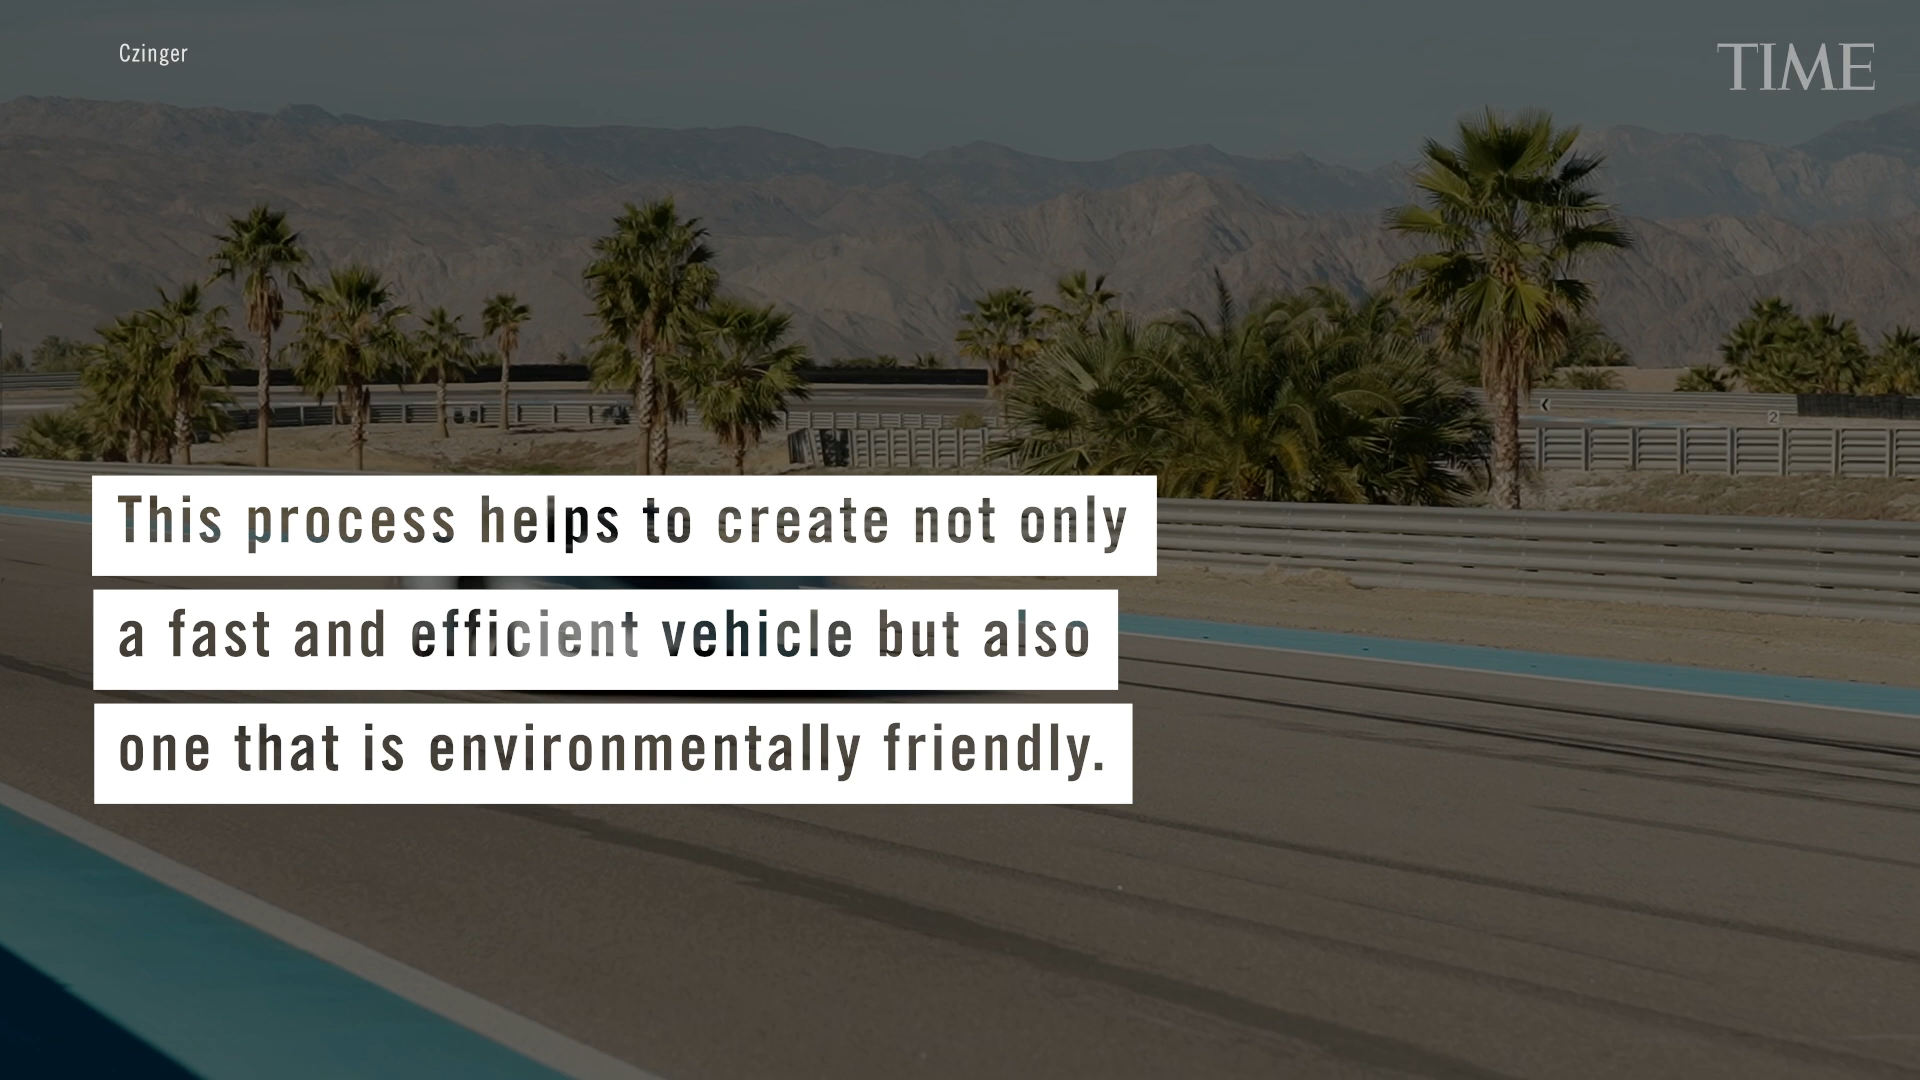 Czinger
TIME
2
This process helps to create not only
a fast and efficient vehicle but also
one that is environmentally friendly.